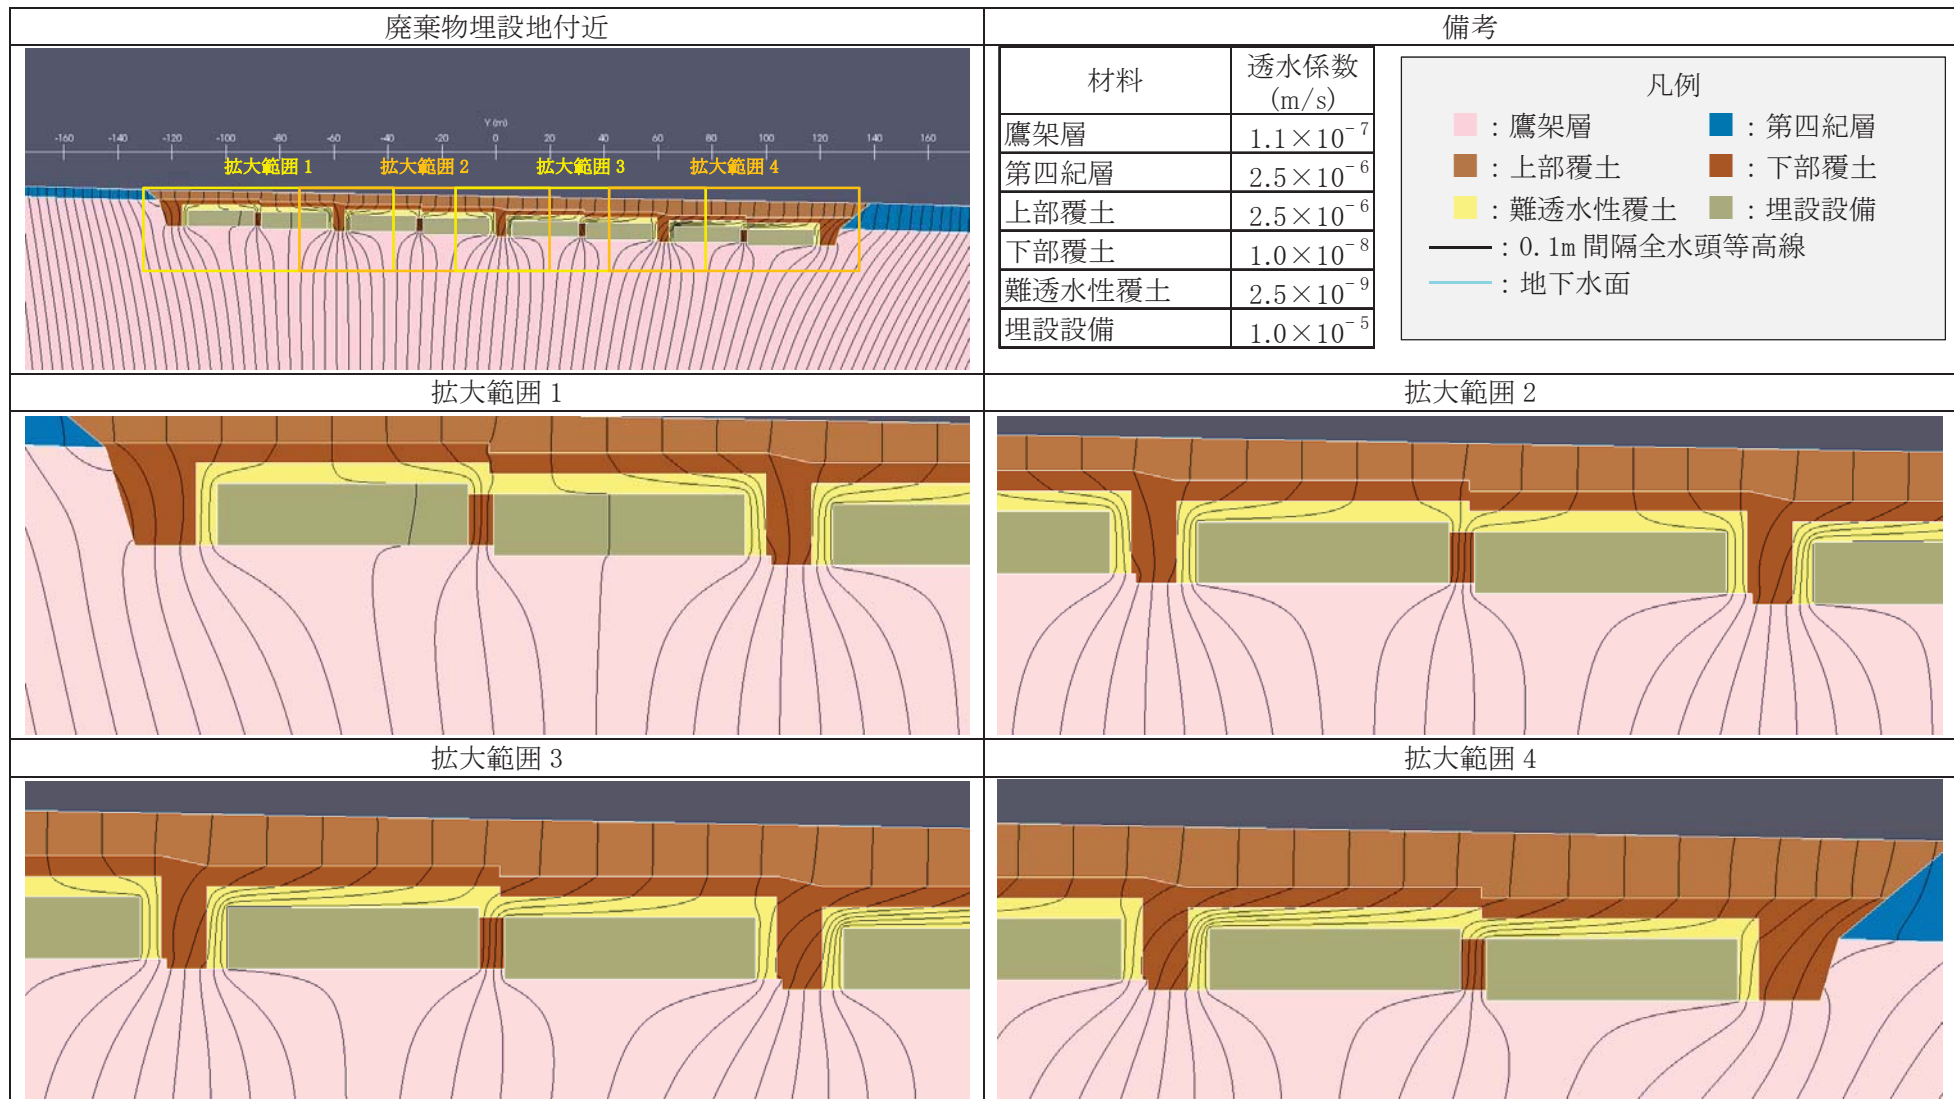 廃棄物埋設地付近
備考
Y (m)
-160 -140 -120 -100 -80 -60 -40 -20 0 20 40 60 80 100 120 140 160
拡大範囲 1 拡大範囲 2 拡大範囲 3 拡大範囲 4
材料 透水係数
(m/s)
鷹架層 1.1×10⁻⁷
第四紀層 2.5×10⁻⁶
上部覆土 2.5×10⁻⁶
下部覆土 1.0×10⁻⁸
難透水性覆土 2.5×10⁻⁹
埋設設備 1.0×10⁻⁵
凡例
：鷹架層 ：第四紀層
：上部覆土 ：下部覆土
：難透水性覆土 ：埋設設備
：0.1m 間隔全水頭等高線
：地下水面
拡大範囲 1
拡大範囲 2
拡大範囲 3
拡大範囲 4